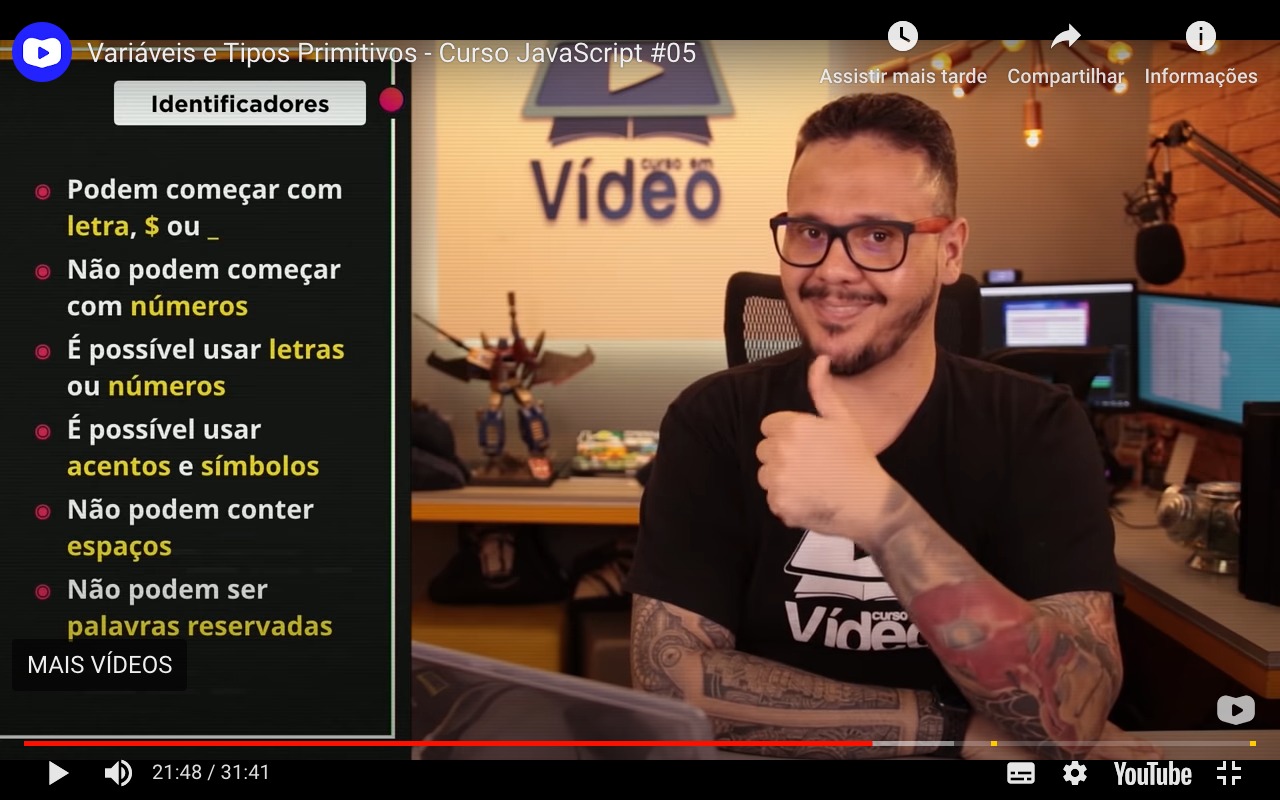 Variáveis e Tipos Primitivos - Curso JavaScript #05
Assistir mais tarde
Compartilhar
Informações
Identificadores
Podem começar com
letra, $ ou _
Não podem começar
com números
É possível usar letras
ou números
É possível usar
acentos e símbolos
Não podem conter
espaços
Não podem ser
palavras reservadas
curso em
Vídeo
curso
Vídeo
MAIS VÍDEOS
21:48 / 31:41
YouTube